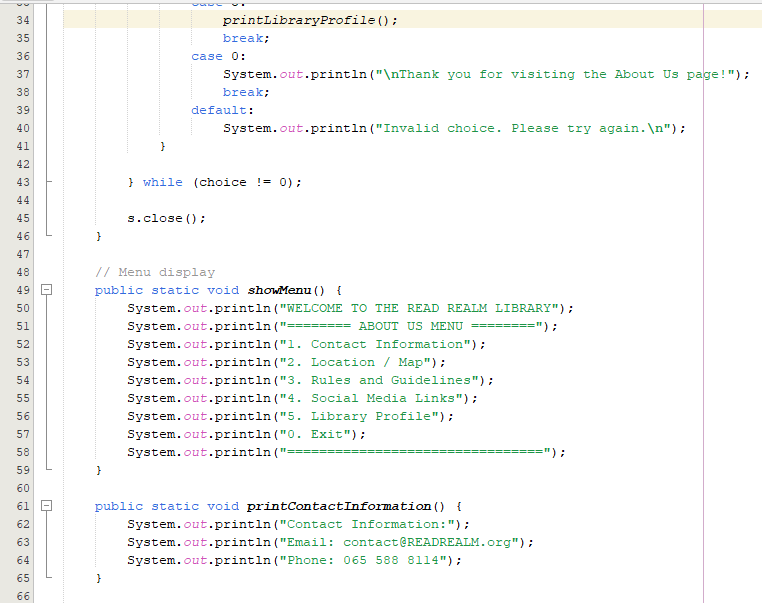 34 printLibraryProfile();
35 break;
36 case 0:
37 System.out.println("\nThank you for visiting the About Us page!");
38 break;
39 default:
40 System.out.println("Invalid choice. Please try again.\n");
41 }
42
43 } while (choice != 0);
44
45 s.close();
46 }
47
48 // Menu display
49 public static void showMenu() {
50 System.out.println("WELCOME TO THE READ REALM LIBRARY");
51 System.out.println("======== ABOUT US MENU ========");
52 System.out.println("1. Contact Information");
53 System.out.println("2. Location / Map");
54 System.out.println("3. Rules and Guidelines");
55 System.out.println("4. Social Media Links");
56 System.out.println("5. Library Profile");
57 System.out.println("0. Exit");
58 System.out.println("================================");
59 }
60
61 public static void printContactInformation() {
62 System.out.println("Contact Information:");
63 System.out.println("Email: contact@READREALM.org");
64 System.out.println("Phone: 065 588 8114");
65 }
66